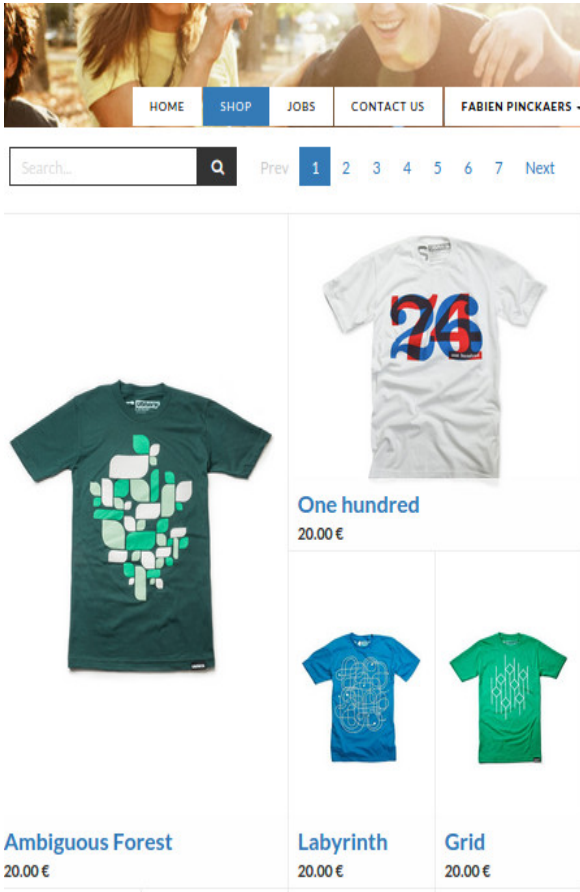 HOME SHOP JOBS CONTACT US FABIEN PINCKAERS
Search... Prev 1 2 3 4 5 6 7 Next
One hundred
20.00 €
Ambiguous Forest
20.00 €
Labyrinth
20.00 €
Grid
20.00 €